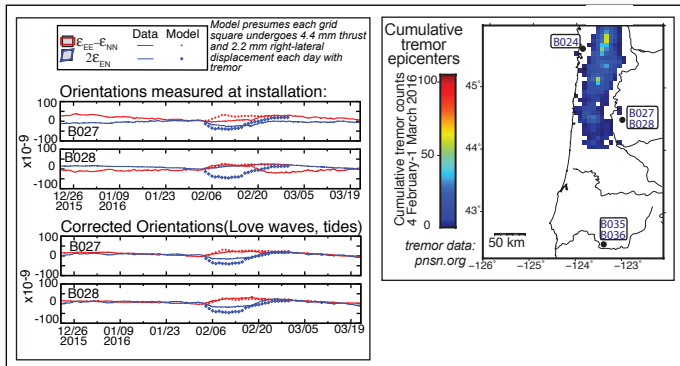 Data Model
εEE–εNN
2εEN
Model presumes each grid
square undergoes 4.4 mm thrust
and 2.2 mm right-lateral
displacement each day with
tremor
Orientations measured at installation:
100
0
-100
B027
x10-9
100
0
-100
B028
12/26 01/09 01/23 02/06 02/20 03/05 03/19
2015 2016
Corrected Orientations(Love waves, tides)
100
0
-100
B027
x10-9
100
0
-100
B028
12/26 01/09 01/23 02/06 02/20 03/05 03/19
2015 2016
Cumulative
tremor
epicenters
Cumulative tremor counts
4 February-1 March 2016
100
50
0
tremor data:
pnsn.org
B024
B027
B028
B035
B036
50 km
45°
44°
43°
42°
-126° -125° -124° -123°